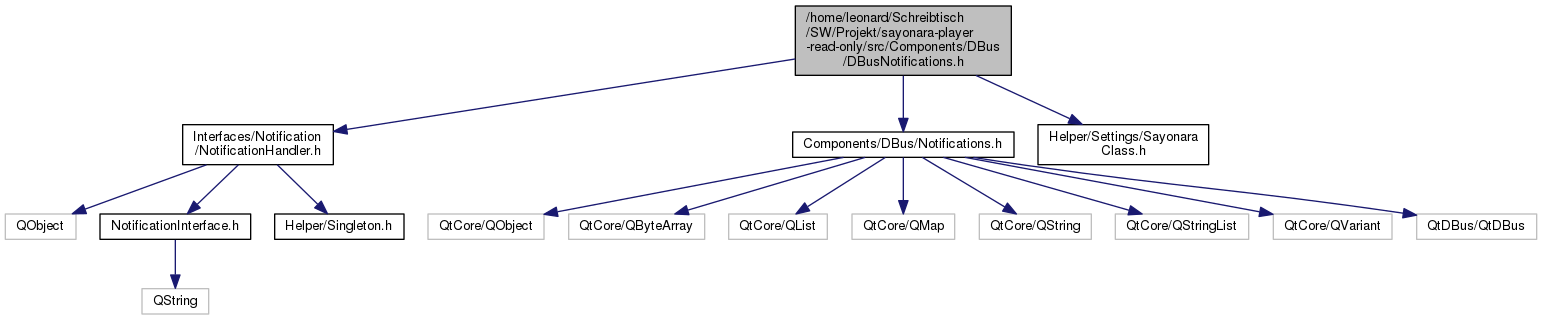 /home/leonard/Schreibtisch
/SW/Projekt/sayonara-player
-read-only/src/Components/DBus
/DBusNotifications.h
Interfaces/Notification
/NotificationHandler.h
Components/DBus/Notifications.h
Helper/Settings/Sayonara
Class.h
QObject
NotificationInterface.h
Helper/Singleton.h
QtCore/QObject
QtCore/QByteArray
QtCore/QList
QtCore/QMap
QtCore/QString
QtCore/QStringList
QtCore/QVariant
QtDBus/QtDBus
QString